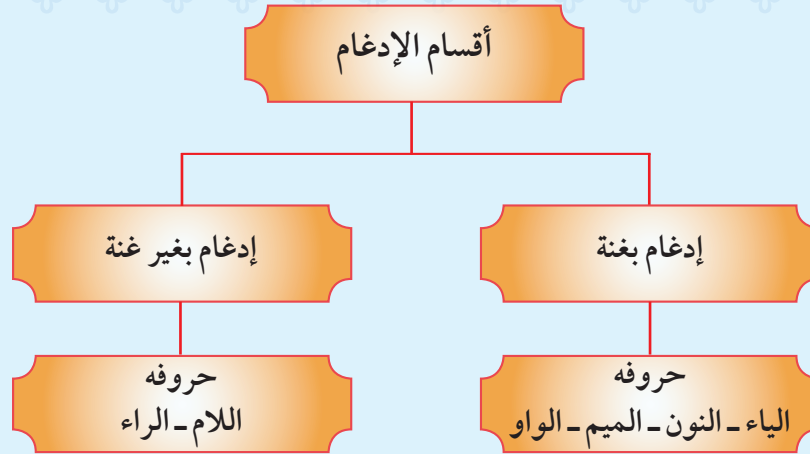 أقسام الإدغام
إدغام بغنة
إدغام بغير غنة
حروفه
الياء ـ النون ـ الميم ـ الواو
حروفه
اللام ـ الراء